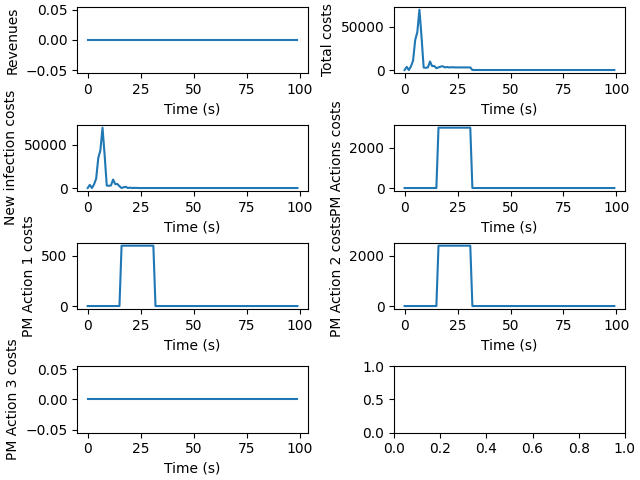 Revenues
0.05
0.00
−0.05
0 25 50 75 100
Time (s)
Total costs
50000
0
0 25 50 75 100
Time (s)
New infection costs
50000
0
0 25 50 75 100
Time (s)
PM Actions costs
2000
0
0 25 50 75 100
Time (s)
PM Action 1 costs
500
0
0 25 50 75 100
Time (s)
PM Action 2 costs
2000
0
0 25 50 75 100
Time (s)
PM Action 3 costs
0.05
0.00
−0.05
0 25 50 75 100
Time (s)
1.0
0.5
0.0
0.0 0.2 0.4 0.6 0.8 1.0